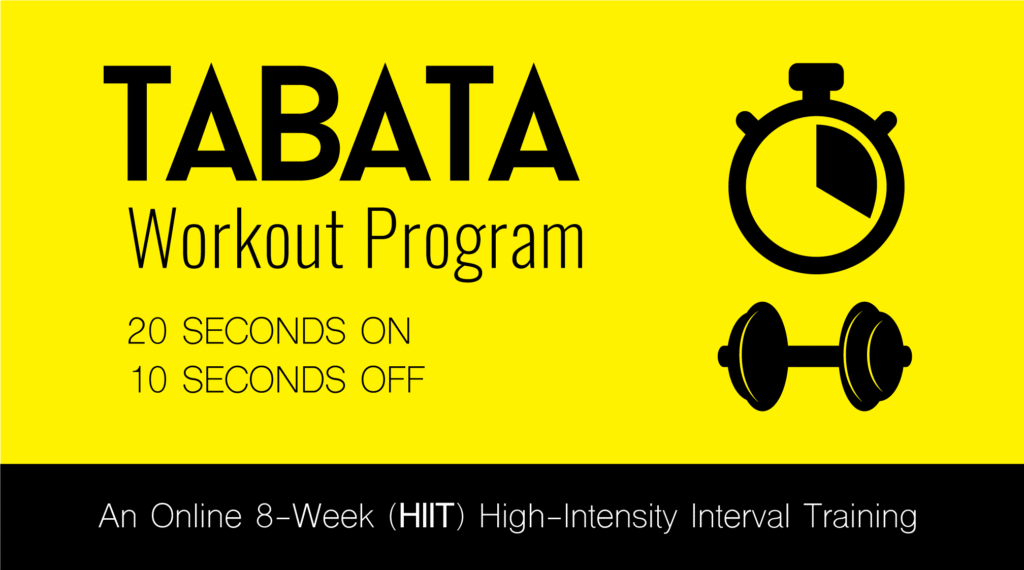 TABATA
Workout Program
20 SECONDS ON
10 SECONDS OFF
An Online 8-Week (HIIT) High-Intensity Interval Training